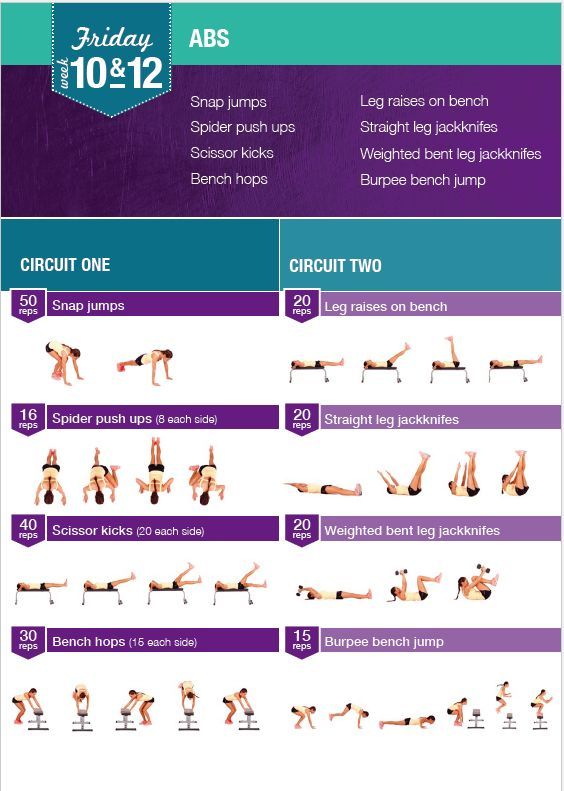 Friday
week
10 & 12
ABS
Snap jumps
Spider push ups
Scissor kicks
Bench hops
Leg raises on bench
Straight leg jackknifes
Weighted bent leg jackknifes
Burpee bench jump
CIRCUIT ONE
50 reps
Snap jumps
16 reps
Spider push ups (8 each side)
40 reps
Scissor kicks (20 each side)
30 reps
Bench hops (15 each side)
CIRCUIT TWO
20 reps
Leg raises on bench
20 reps
Straight leg jackknifes
20 reps
Weighted bent leg jackknifes
15 reps
Burpee bench jump